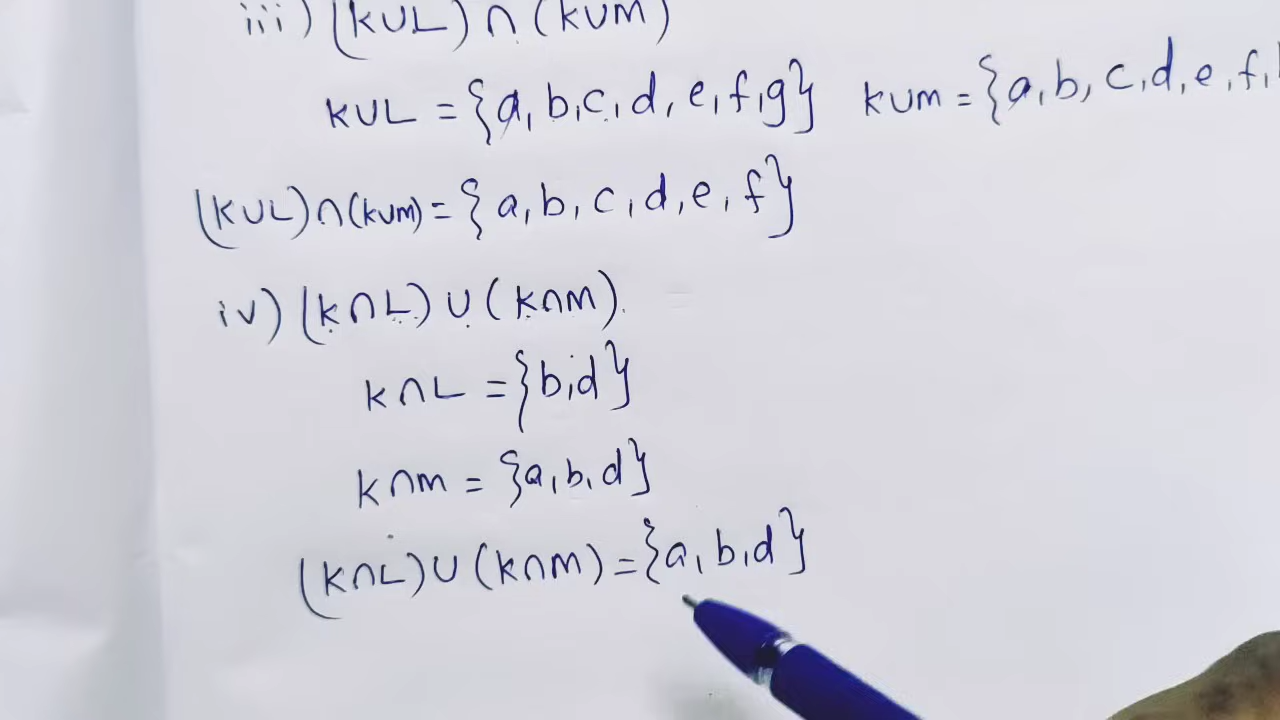 iii) (KUL) ∩ (KUM)
KUL = {a, b, c, d, e, f, g} KUM = {a, b, c, d, e, f,
(KUL)∩(KUM) = {a, b, c, d, e, f}
iv) (K∩L) ∪ (K∩M)
K∩L = {b, d}
K∩M = {a, b, d}
(K∩L) ∪ (K∩M) = {a, b, d}